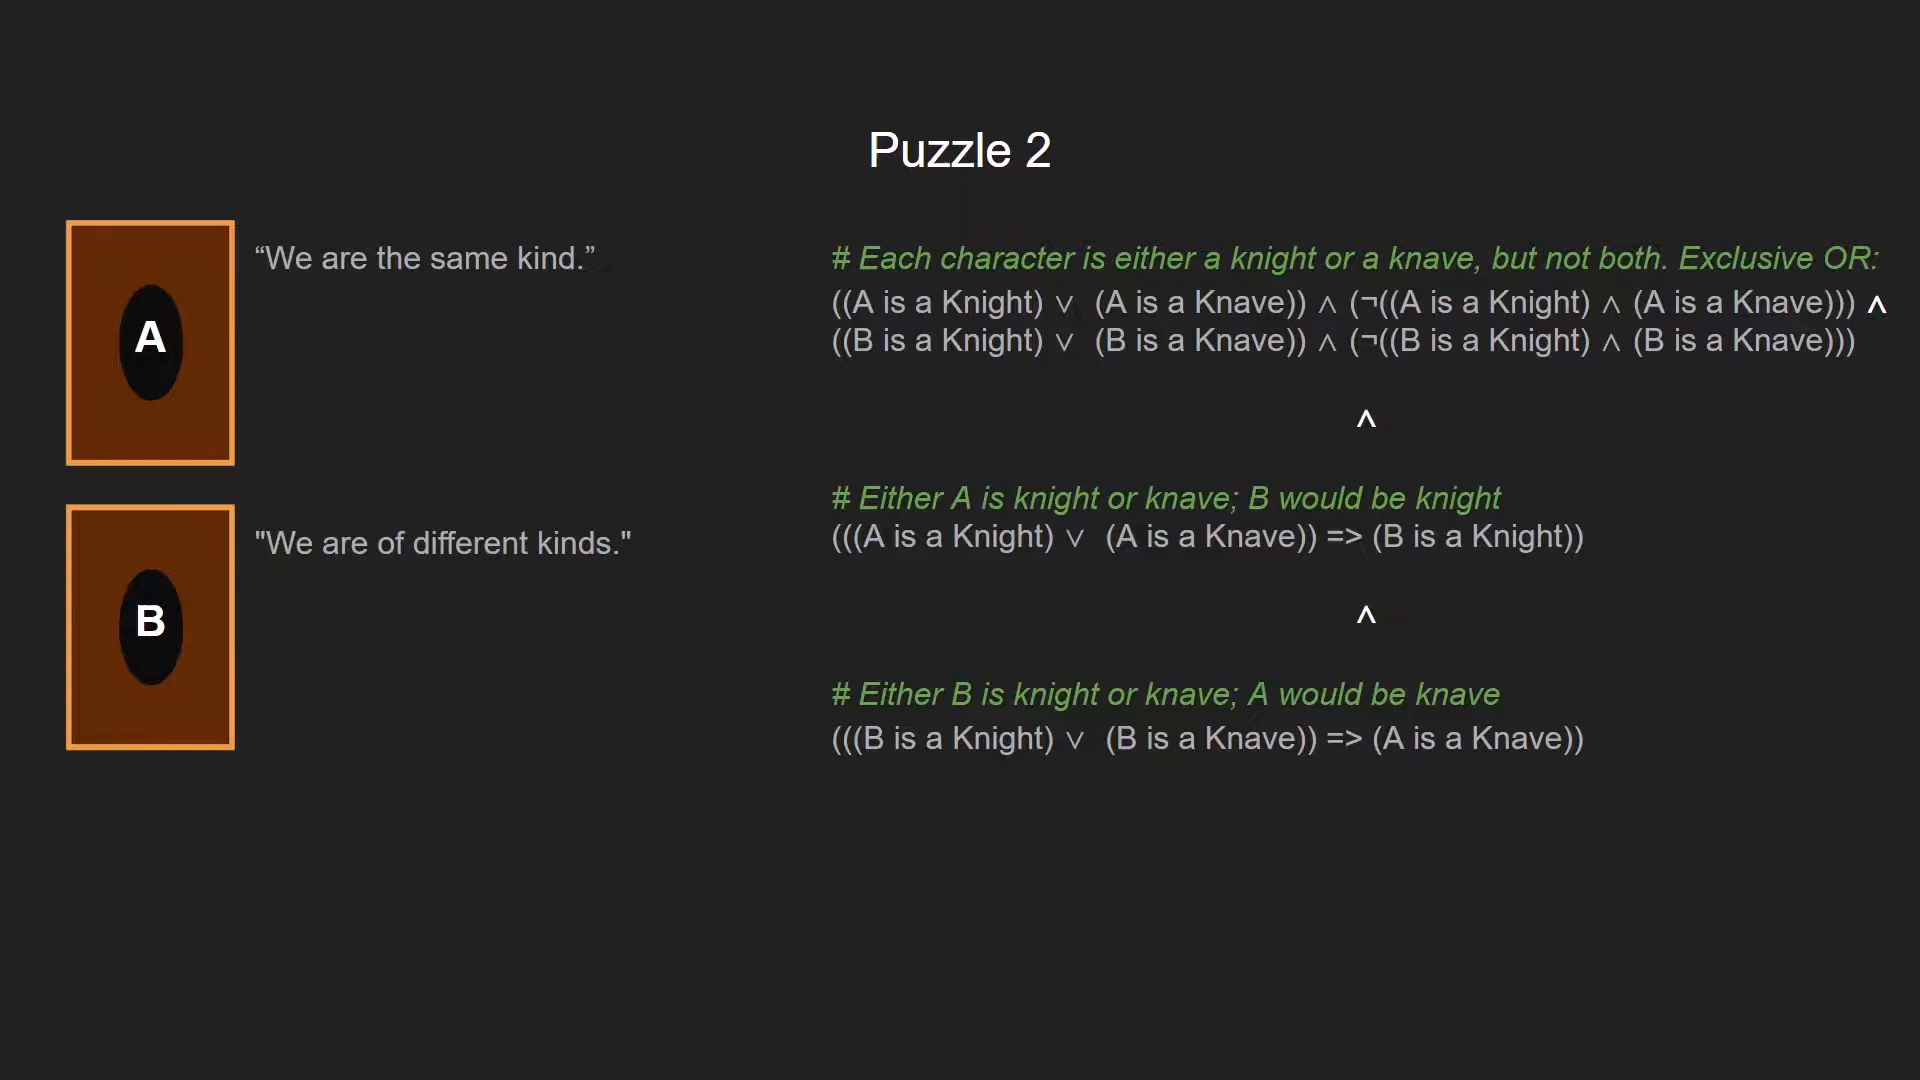 Puzzle 2
A
“We are the same kind.”
B
"We are of different kinds."
# Each character is either a knight or a knave, but not both. Exclusive OR:
((A is a Knight) ∨ (A is a Knave)) ∧ (¬((A is a Knight) ∧ (A is a Knave))) ∧
((B is a Knight) ∨ (B is a Knave)) ∧ (¬((B is a Knight) ∧ (B is a Knave)))
∧
# Either A is knight or knave; B would be knight
(((A is a Knight) ∨ (A is a Knave)) => (B is a Knight))
∧
# Either B is knight or knave; A would be knave
(((B is a Knight) ∨ (B is a Knave)) => (A is a Knave))